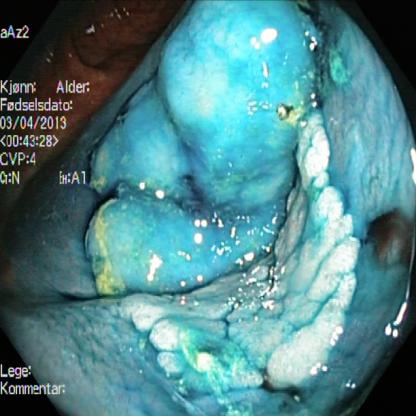 aAz2
Kjønn: Alder:
Fødselsdato:
03/04/2013
<00:43:28>
CVP:4
Lege:
Kommentar: